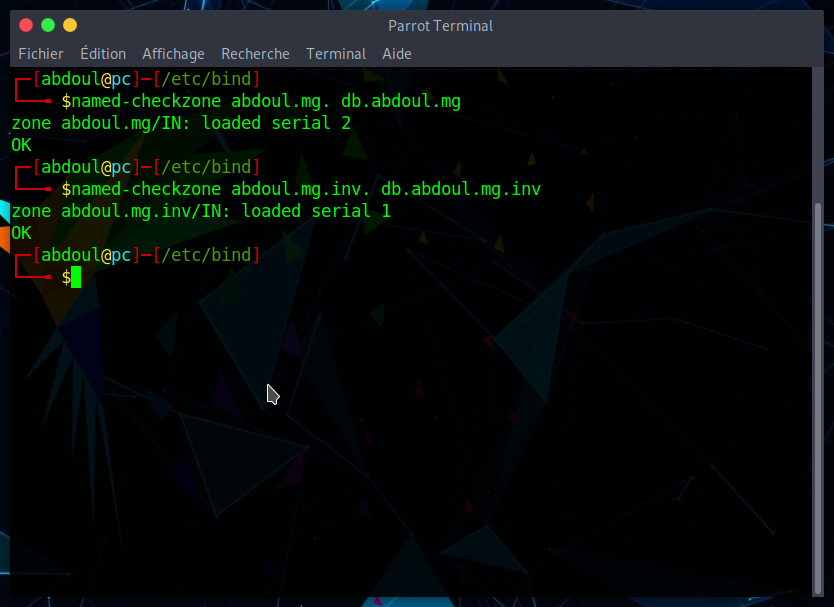 Parrot Terminal
Fichier Édition Affichage Recherche Terminal Aide
[abdoul@pc]─[/etc/bind]
$named-checkzone abdoul.mg. db.abdoul.mg
zone abdoul.mg/IN: loaded serial 2
OK
[abdoul@pc]─[/etc/bind]
$named-checkzone abdoul.mg.inv. db.abdoul.mg.inv
zone abdoul.mg.inv/IN: loaded serial 1
OK
[abdoul@pc]─[/etc/bind]
$